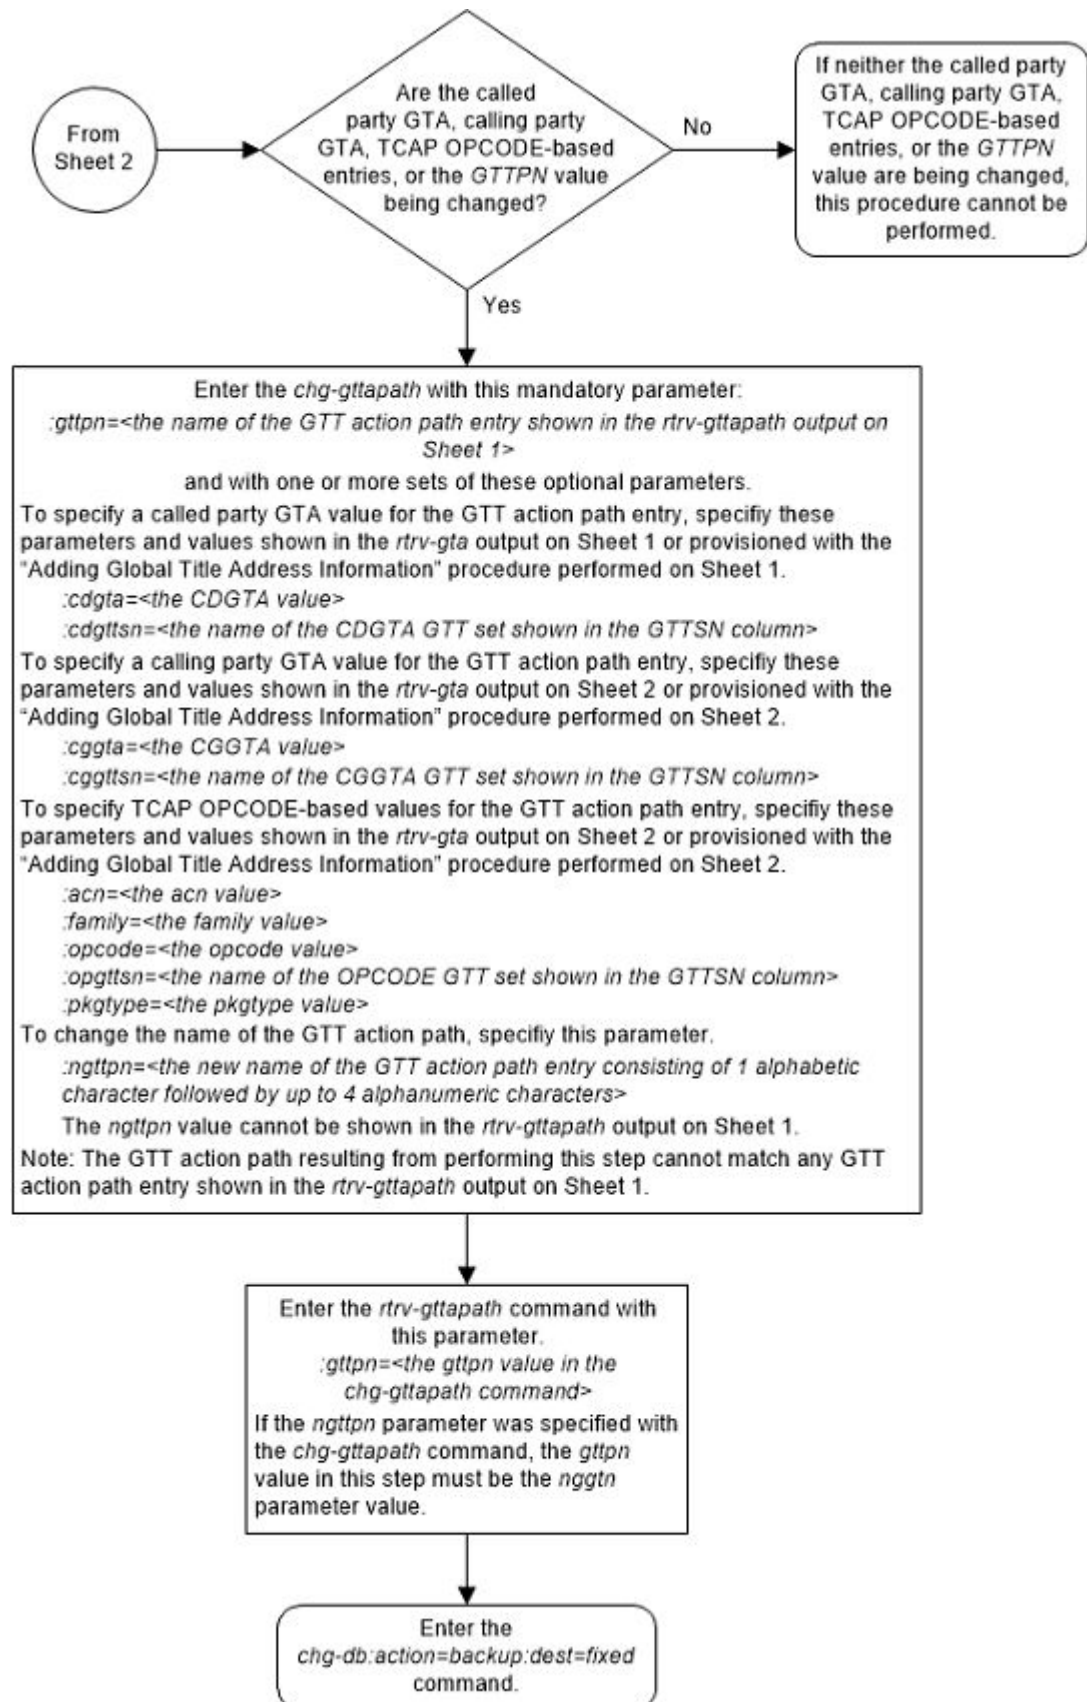 From
Sheet 2
Are the called
party GTA, calling party
GTA, TCAP OPCODE-based
entries, or the GTTPN value
being changed?
No
If neither the called party
GTA, calling party GTA,
TCAP OPCODE-based
entries, or the GTTPN
value are being changed,
this procedure cannot be
performed.
Yes
Enter the chg-gttapath with this mandatory parameter:
:gttpn=<the name of the GTT action path entry shown in the rtrv-gttapath output on
Sheet 1>
and with one or more sets of these optional parameters.
To specify a called party GTA value for the GTT action path entry, specifiy these
parameters and values shown in the rtrv-gta output on Sheet 1 or provisioned with the
“Adding Global Title Address Information” procedure performed on Sheet 1.
:cdgta=<the CDGTA value>
:cdgttsn=<the name of the CDGTA GTT set shown in the GTTSN column>
To specify a calling party GTA value for the GTT action path entry, specifiy these
parameters and values shown in the rtrv-gta output on Sheet 2 or provisioned with the
“Adding Global Title Address Information” procedure performed on Sheet 2.
:cggta=<the CGGTA value>
:cggttsn=<the name of the CGGTA GTT set shown in the GTTSN column>
To specify TCAP OPCODE-based values for the GTT action path entry, specifiy these
parameters and values shown in the rtrv-gta output on Sheet 2 or provisioned with the
“Adding Global Title Address Information” procedure performed on Sheet 2.
:acn=<the acn value>
:family=<the family value>
:opcode=<the opcode value>
:opgttsn=<the name of the OPCODE GTT set shown in the GTTSN column>
:pkgtype=<the pkgtype value>
To change the name of the GTT action path, specifiy this parameter.
:ngttpn=<the new name of the GTT action path entry consisting of 1 alphabetic
character followed by up to 4 alphanumeric characters>
The ngttpn value cannot be shown in the rtrv-gttapath output on Sheet 1.
Note: The GTT action path resulting from performing this step cannot match any GTT
action path entry shown in the rtrv-gttapath output on Sheet 1.
Enter the rtrv-gttapath command with
this parameter.
:gttpn=<the gttpn value in the
chg-gttapath command>
If the ngttpn parameter was specified with
the chg-gttapath command, the gttpn
value in this step must be the nggtn
parameter value.
Enter the
chg-db:action=backup:dest=fixed
command.